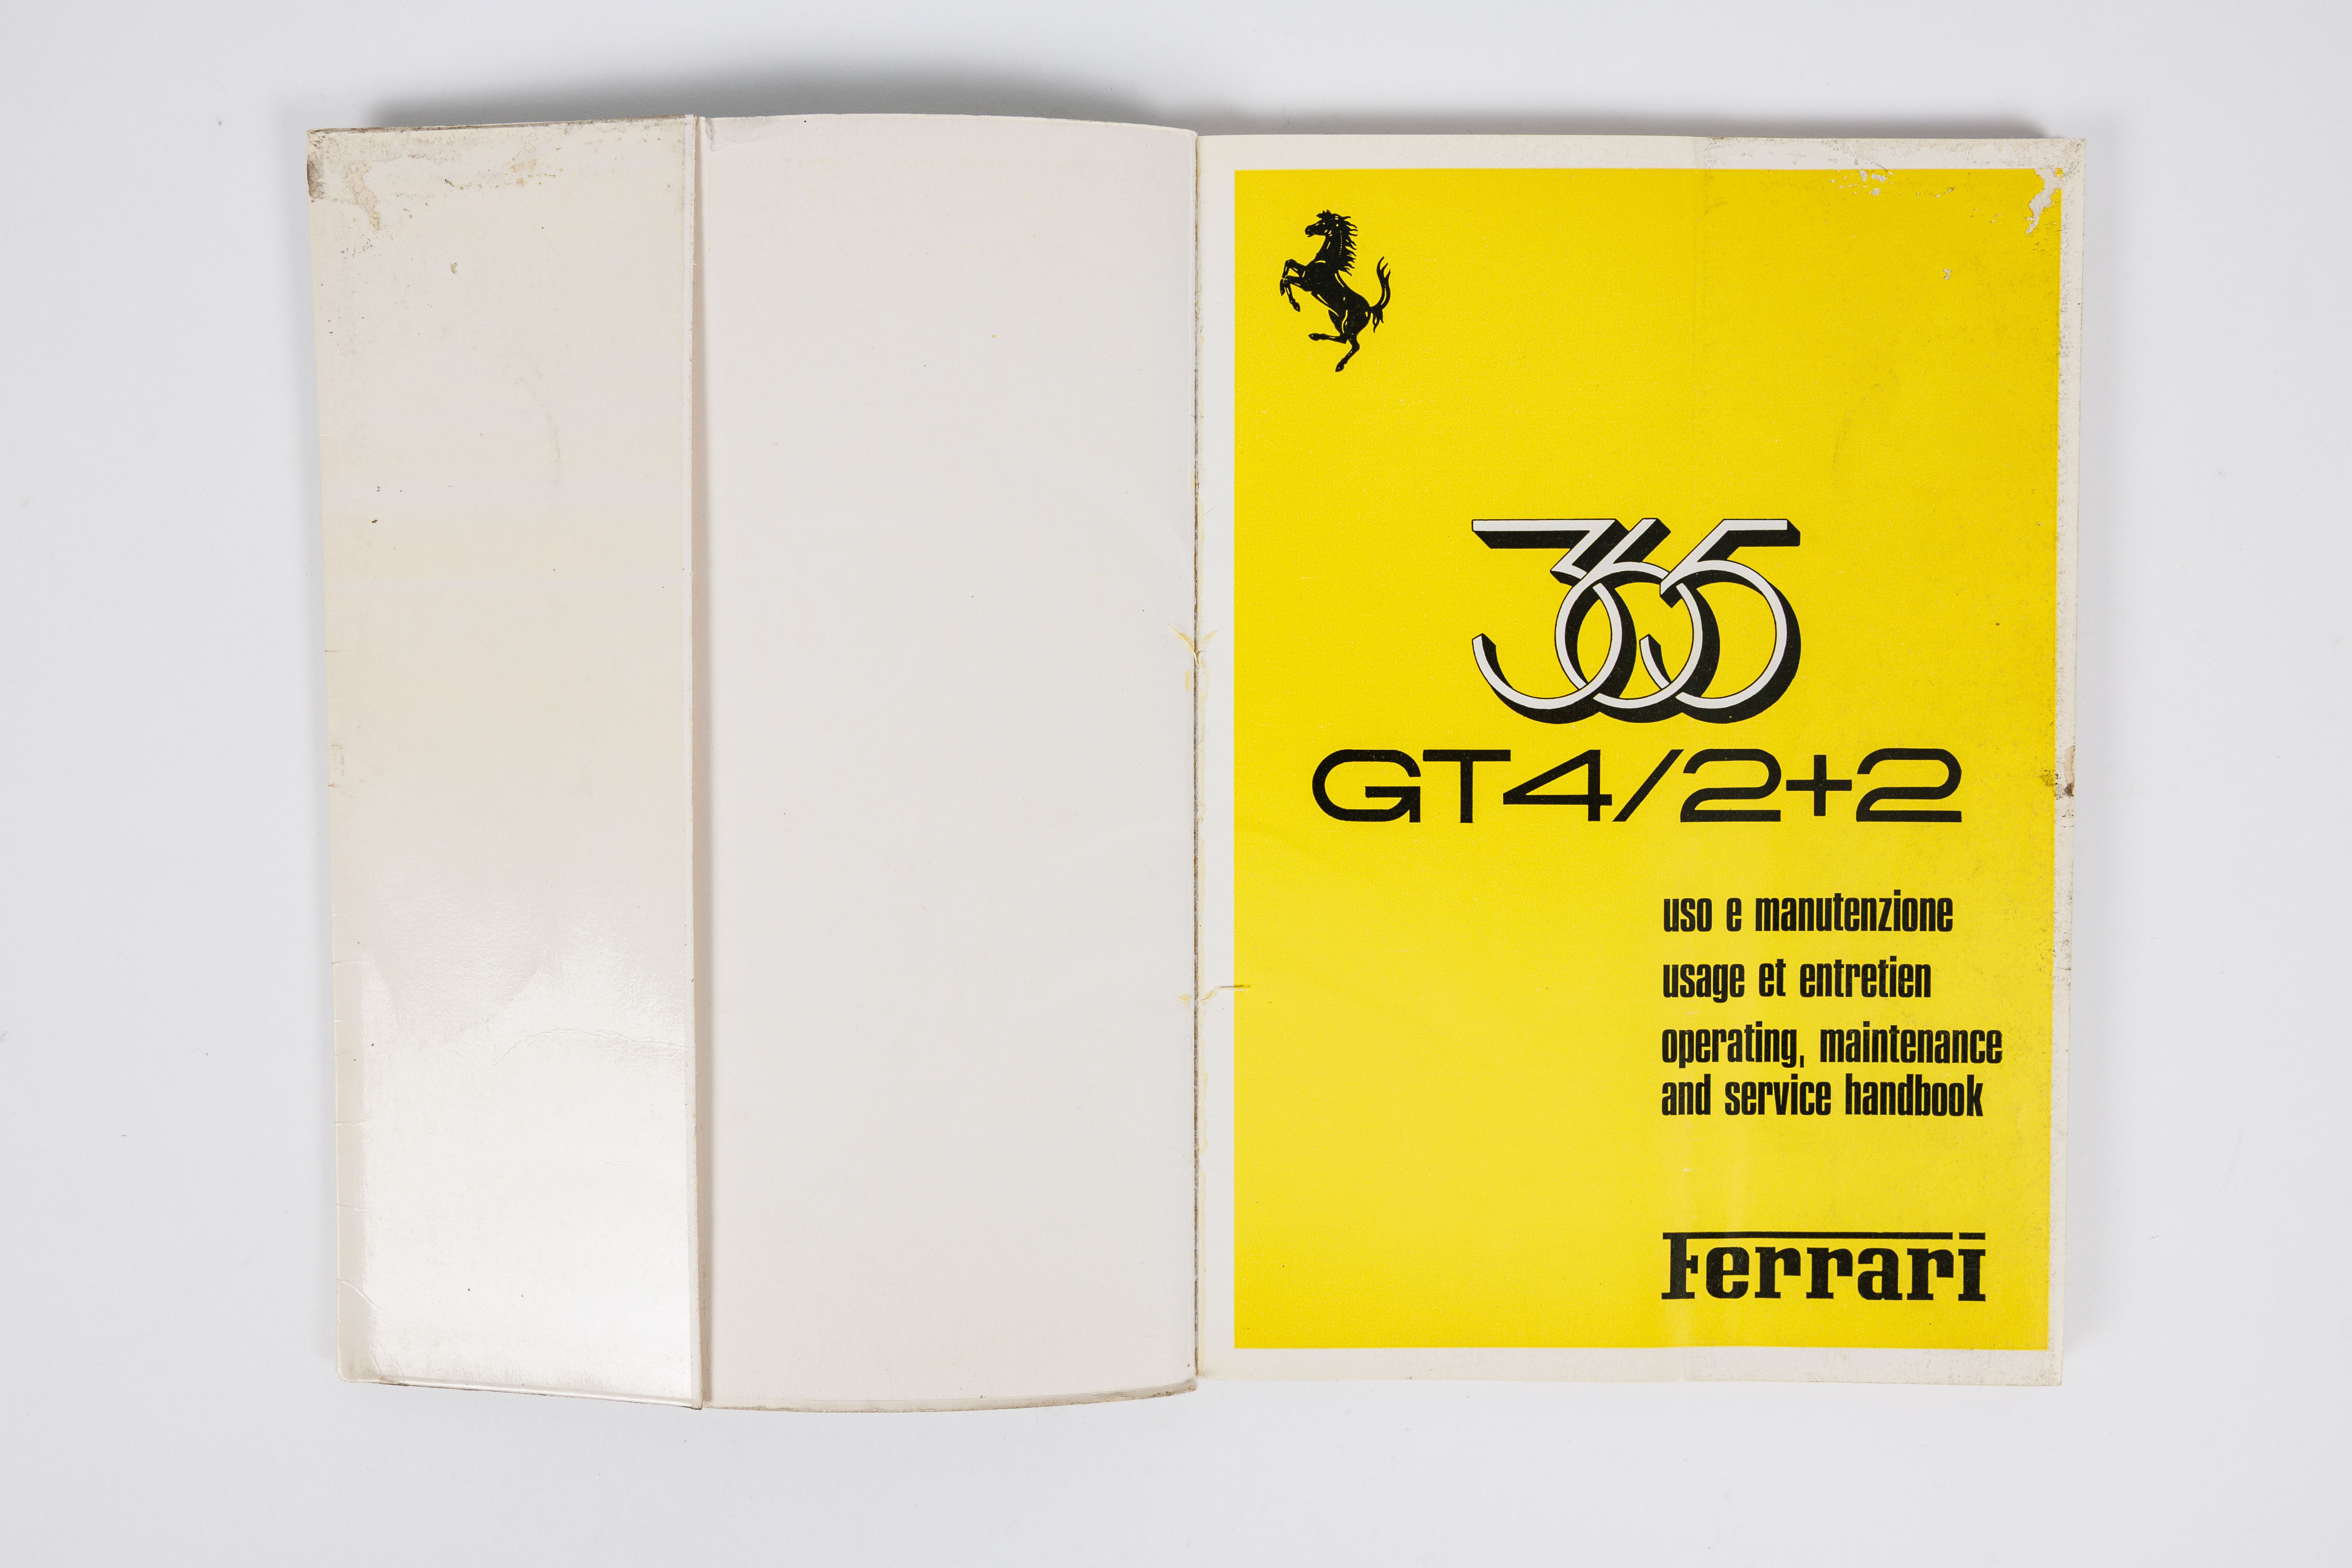 365
GT4/2+2
uso e manutenzione
usage et entretien
operating, maintenance
and service handbook
Ferrari